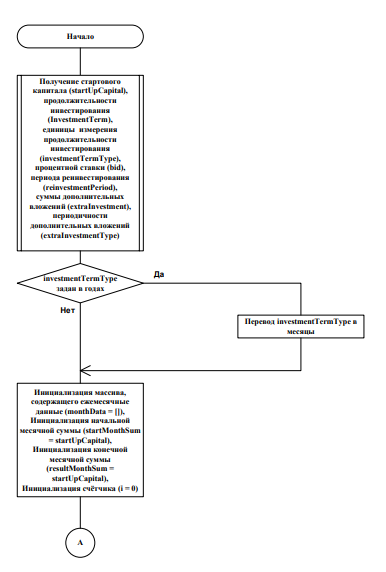 Начало
Получение стартового
капитала (startUpCapital),
продолжительности
инвестирования
(InvestmentTerm),
единицы измерения
продолжительности
инвестирования
(investmentTermType),
процентной ставки (bid),
периода реинвестирования
(reinvestmentPeriod),
суммы дополнительных
вложений (extraInvestment),
периодичности
дополнительных вложений
(extraInvestmentType)
investmentTermType
задан в годах
Да
Нет
Перевод investmentTermType в
месяцы
Инициализация массива,
содержащего ежемесячные
данные (monthData = []),
Инициализация начальной
месячной суммы (startMonthSum
= startUpCapital),
Инициализация конечной
месячной суммы
(resultMonthSum =
startUpCapital),
Инициализация счётчика (i = 0)
А